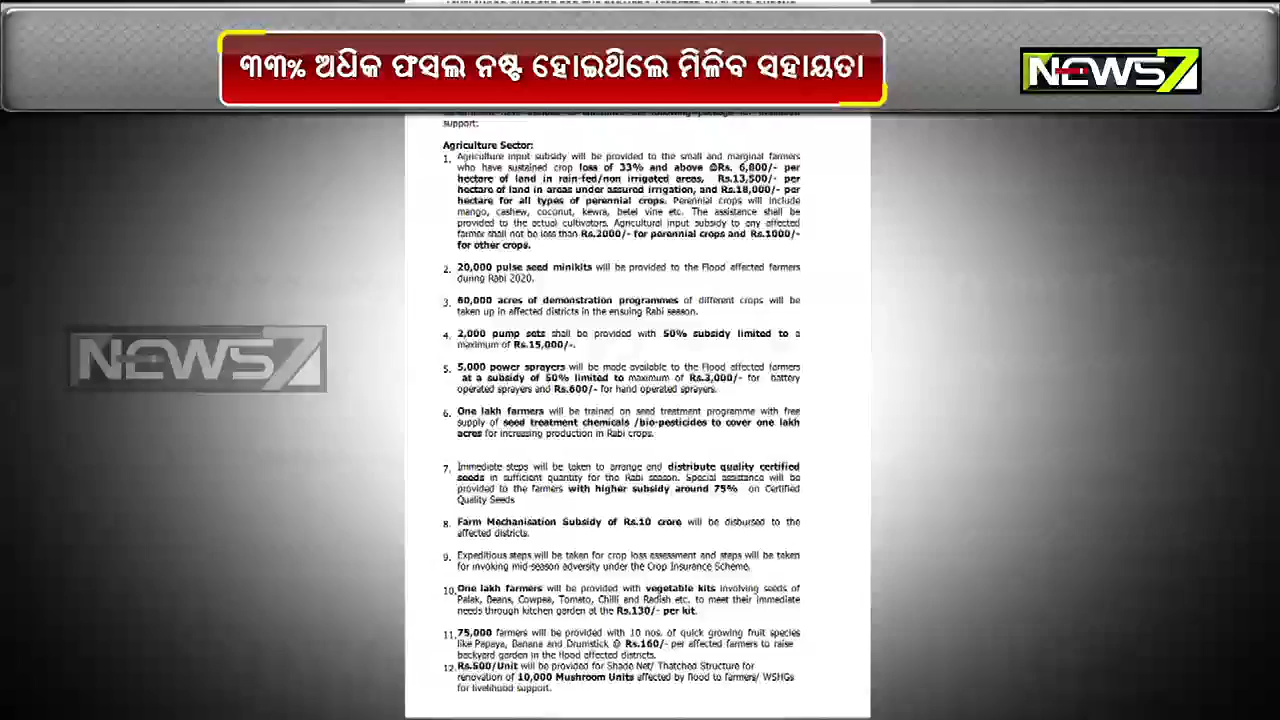 ୩୩% ଅଧିକ ଫସଲ ନଷ୍ଟ ହୋଇଥିଲେ ମିଳିବ ସହାୟତା
NEWS7
support:
Agriculture Sector:
1. Agriculture input subsidy will be provided to the small and marginal farmers
who have sustained crop loss of 33% and above @Rs. 6,800/- per
hectare of land in rain-fed/non irrigated areas, Rs.13,500/- per
hectare of land in areas under assured irrigation, and Rs.18,000/- per
hectare for all types of perennial crops. Perennial crops will include
mango, cashew, coconut, kewra, betel vine etc. The assistance shall be
provided to the actual cultivators. Agricultural input subsidy to any affected
farmer shall not be less than Rs.2000/- for perennial crops and Rs.1000/-
for other crops.
2. 20,000 pulse seed minikits will be provided to the Flood affected farmers
during Rabi 2020.
3. 60,000 acres of demonstration programmes of different crops will be
taken up in affected districts in the ensuing Rabi season.
4. 2,000 pump sets shall be provided with 50% subsidy limited to a
maximum of Rs.15,000/-.
5. 5,000 power sprayers will be made available to the Flood affected farmers
at a subsidy of 50% limited to maximum of Rs.3,000/- for battery
operated sprayers and Rs.600/- for hand operated sprayers.
6. One lakh farmers will be trained on seed treatment programme with free
supply of seed treatment chemicals /bio-pesticides to cover one lakh
acres for increasing production in Rabi crops.
7. Immediate steps will be taken to arrange and distribute quality certified
seeds in sufficient quantity for the Rabi season. Special assistance will be
provided to the farmers with higher subsidy around 75% on Certified
Quality Seeds
8. Farm Mechanisation Subsidy of Rs.10 crore will be disbursed to the
affected districts.
9. Expeditious steps will be taken for crop loss assessment and steps will be taken
for invoking mid-season adversity under the Crop Insurance Scheme.
10. One lakh farmers will be provided with vegetable kits involving seeds of
Palak, Beans, Cowpea, Tomato, Chilli and Radish etc. to meet their immediate
needs through kitchen garden at the Rs.130/- per kit.
11. 75,000 farmers will be provided with 10 nos. of quick growing fruit species
like Papaya, Banana and Drumstick @ Rs.160/- per affected farmers to raise
backyard garden in the flood affected districts.
12. Rs.500/Unit will be provided for Shade Net/ Thatched Structure for
renovation of 10,000 Mushroom Units affected by flood to farmers/ WSHGs
for livelihood support.
NEWS7